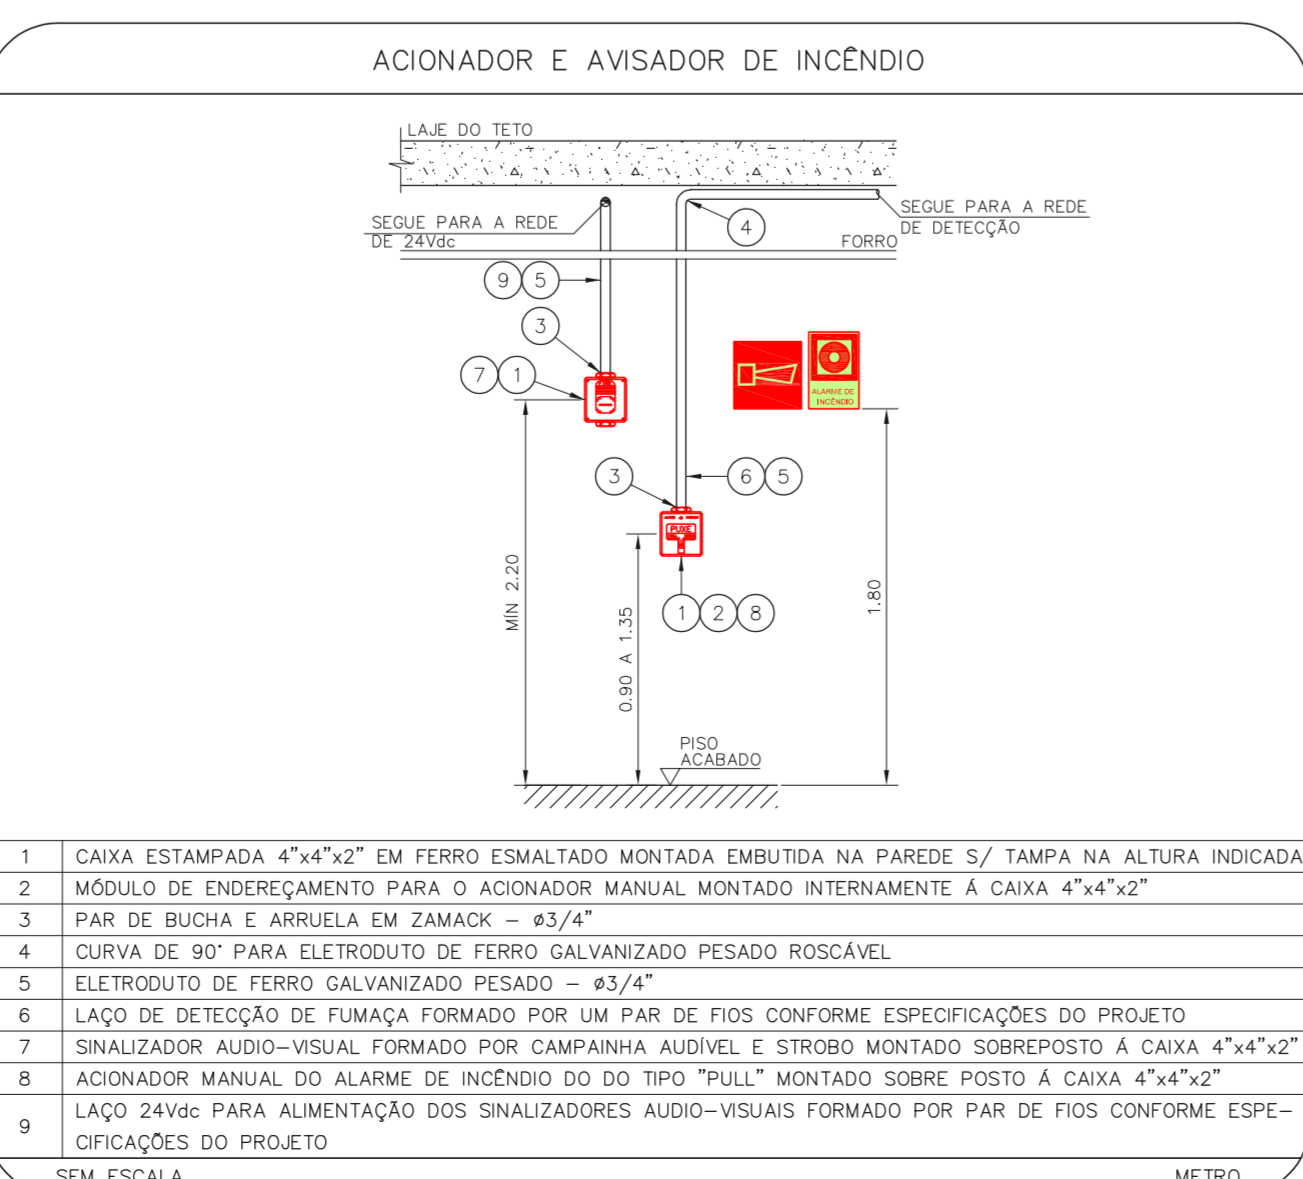 ACIONADOR E AVISADOR DE INCÊNDIO
LAJE DO TETO
SEGUE PARA A REDE
DE 24Vdc
SEGUE PARA A REDE
DE DETECÇÃO
4
FORRO
9 5
3
7 1
ALARME DE
INCÊNDIO
3
6 5
PUXE
1 2 8
MÍN 2.20
0.90 A 1.35
1.80
PISO
ACABADO
1 CAIXA ESTAMPADA 4"x4"x2" EM FERRO ESMALTADO MONTADA EMBUTIDA NA PAREDE S/ TAMPA NA ALTURA INDICADA
2 MÓDULO DE ENDEREÇAMENTO PARA O ACIONADOR MANUAL MONTADO INTERNAMENTE Á CAIXA 4"x4"x2"
3 PAR DE BUCHA E ARRUELA EM ZAMACK – ø3/4"
4 CURVA DE 90° PARA ELETRODUTO DE FERRO GALVANIZADO PESADO ROSCÁVEL
5 ELETRODUTO DE FERRO GALVANIZADO PESADO – ø3/4"
6 LAÇO DE DETECÇÃO DE FUMAÇA FORMADO POR UM PAR DE FIOS CONFORME ESPECIFICAÇÕES DO PROJETO
7 SINALIZADOR AUDIO–VISUAL FORMADO POR CAMPAINHA AUDÍVEL E STROBO MONTADO SOBREPOSTO Á CAIXA 4"x4"x2"
8 ACIONADOR MANUAL DO ALARME DE INCÊNDIO DO DO TIPO "PULL" MONTADO SOBRE POSTO Á CAIXA 4"x4"x2"
9 LAÇO 24Vdc PARA ALIMENTAÇÃO DOS SINALIZADORES AUDIO–VISUAIS FORMADO POR PAR DE FIOS CONFORME ESPE–
CIFICAÇÕES DO PROJETO
SEM ESCALA
METRO